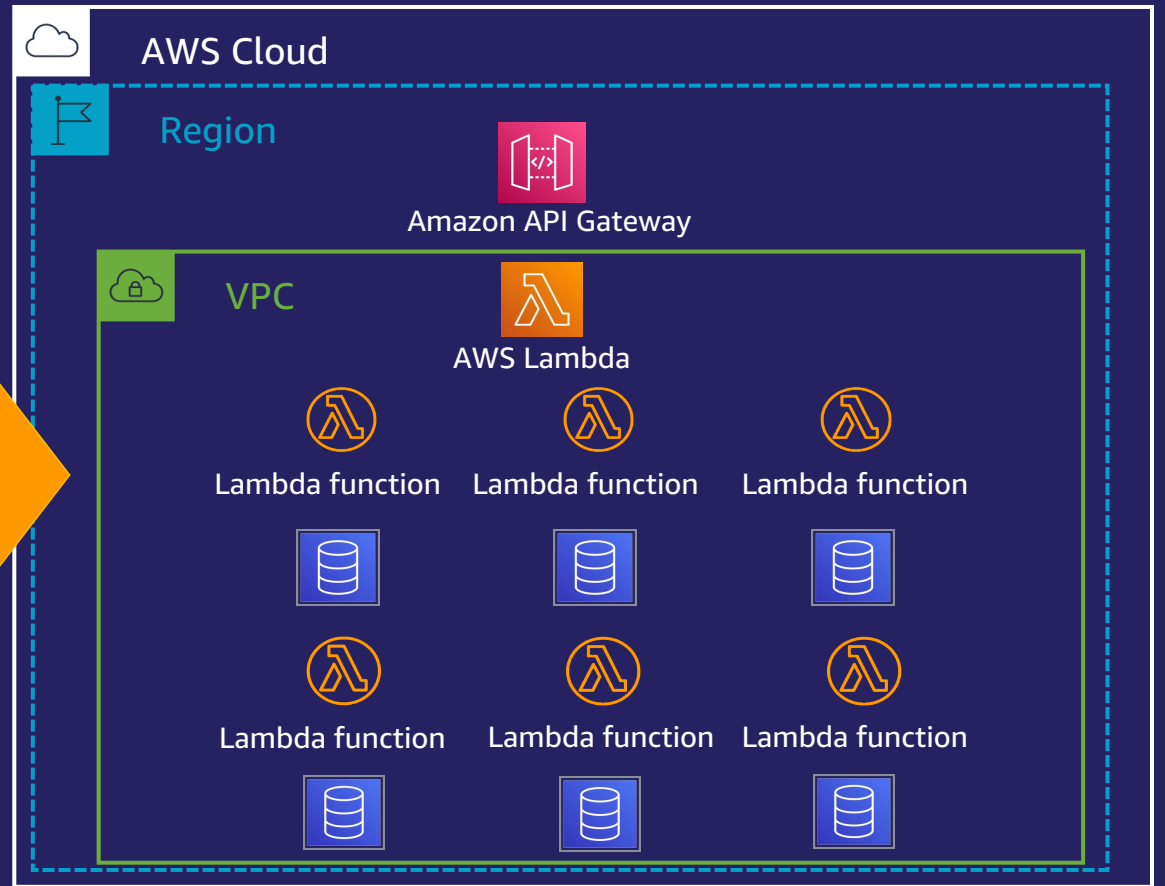 AWS Cloud
Region
</>
Amazon API Gateway
VPC
AWS Lambda
Lambda function Lambda function Lambda function
Lambda function Lambda function Lambda function